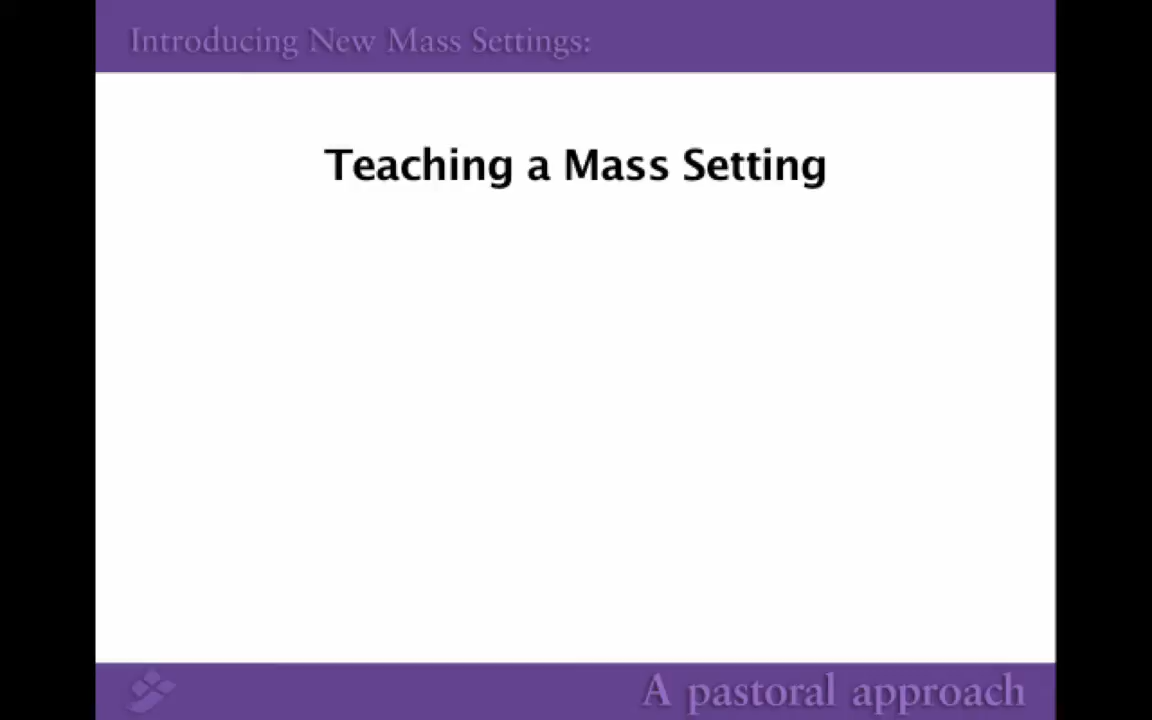 Introducing New Mass Settings:
Teaching a Mass Setting
A pastoral approach